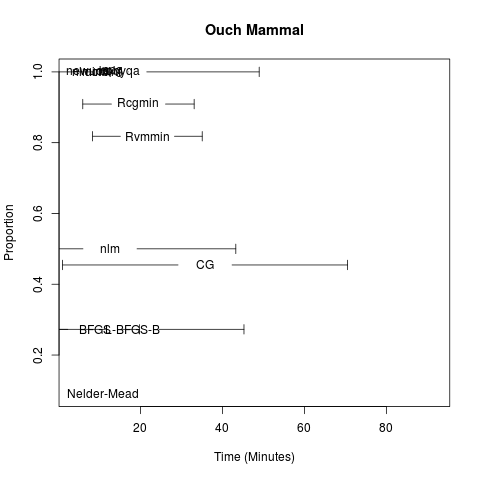 Ouch Mammal
1.0
Rcgmin
0.8
Rvmmin
Proportion
0.6
nlm
CG
0.4
BFGS
L-BFGS-B
0.2
Nelder-Mead
20
40
60
80
Time (Minutes)